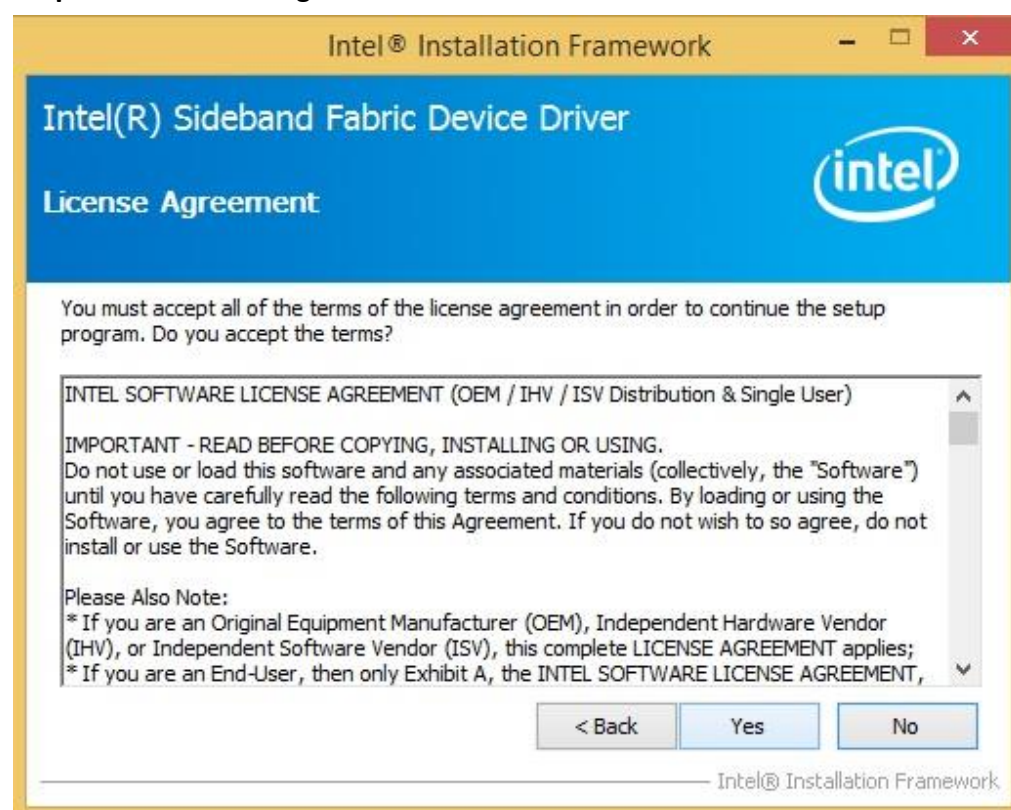 Intel® Installation Framework
Intel(R) Sideband Fabric Device Driver
intel
License Agreement
You must accept all of the terms of the license agreement in order to continue the setup
program. Do you accept the terms?
INTEL SOFTWARE LICENSE AGREEMENT (OEM / IHV / ISV Distribution & Single User)
IMPORTANT - READ BEFORE COPYING, INSTALLING OR USING.
Do not use or load this software and any associated materials (collectively, the "Software")
until you have carefully read the following terms and conditions. By loading or using the
Software, you agree to the terms of this Agreement. If you do not wish to so agree, do not
install or use the Software.
Please Also Note:
* If you are an Original Equipment Manufacturer (OEM), Independent Hardware Vendor
(IHV), or Independent Software Vendor (ISV), this complete LICENSE AGREEMENT applies;
* If you are an End-User, then only Exhibit A, the INTEL SOFTWARE LICENSE AGREEMENT,
< Back Yes No
Intel® Installation Framework